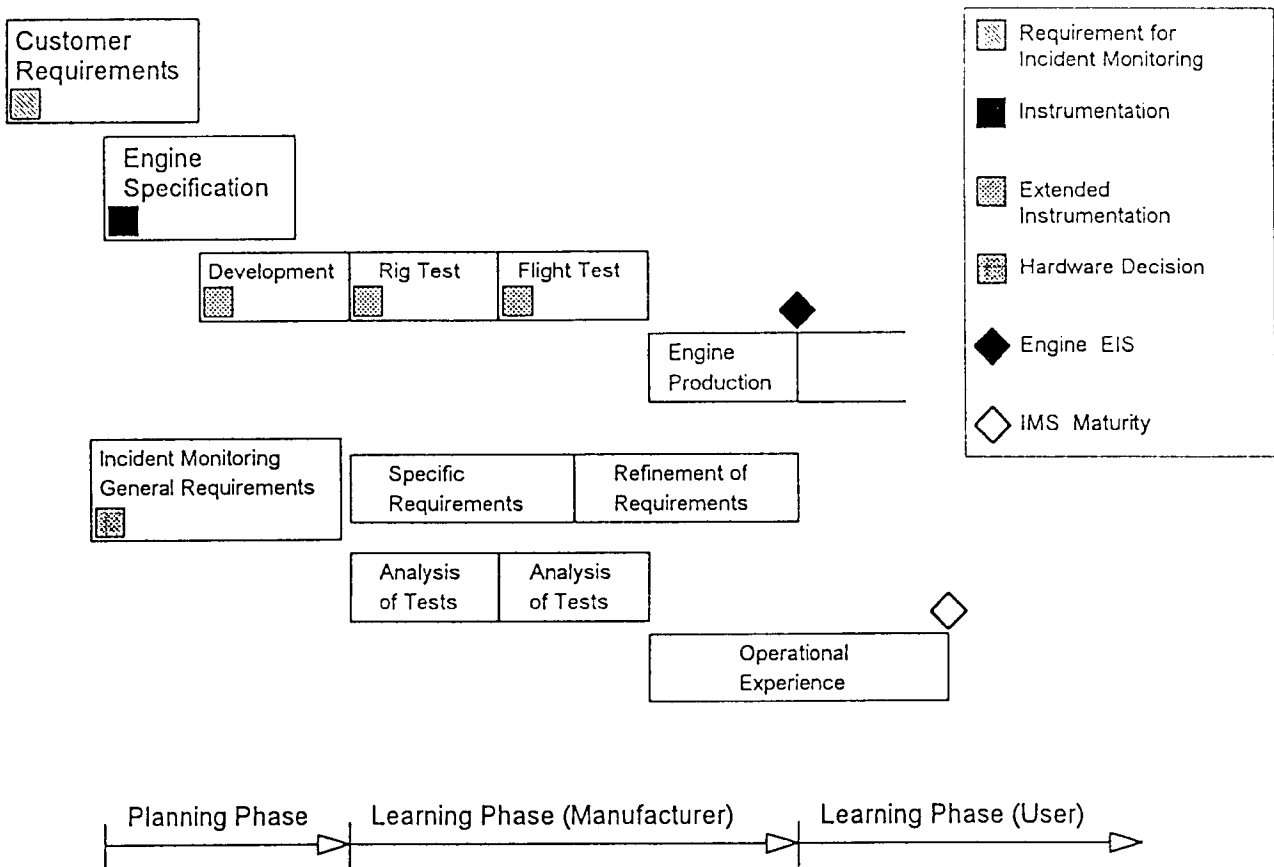 Customer
Requirements
Engine
Specification
Development
Rig Test
Flight Test
Engine
Production
Incident Monitoring
General Requirements
Specific
Requirements
Refinement of
Requirements
Analysis
of Tests
Analysis
of Tests
Operational
Experience
Planning Phase
Learning Phase (Manufacturer)
Learning Phase (User)
Requirement for
Incident Monitoring
Instrumentation
Extended
Instrumentation
Hardware Decision
Engine EIS
IMS Maturity